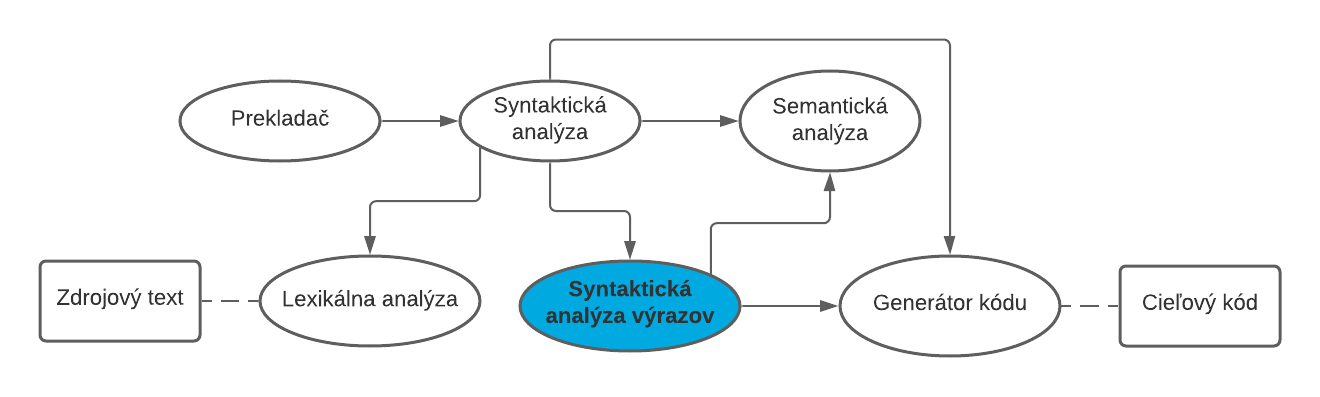 Prekladač
Syntaktická
analýza
Semantická
analýza
Zdrojový text
Lexikálna analýza
Syntaktická
analýza výrazov
Generátor kódu
Cieľový kód